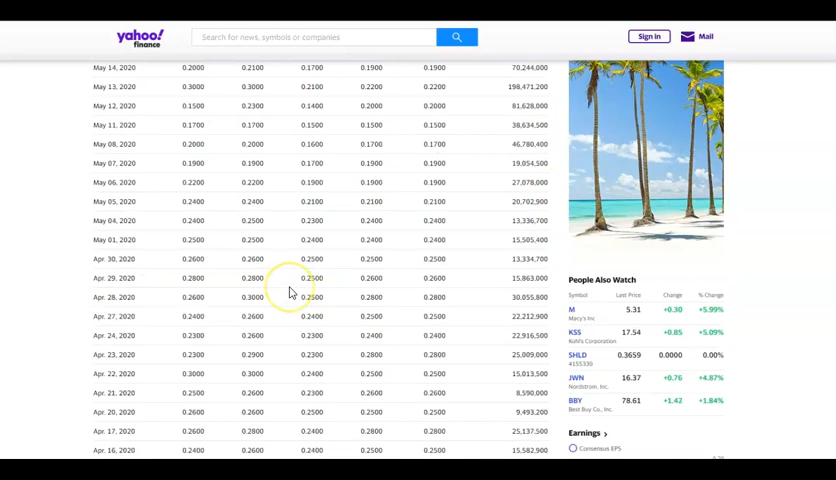 yahoo!
finance
Search for news, symbols or companies
Sign in
Mail
May 14, 2020 0.2000 0.2100 0.1700 0.1900 0.1900 70,244,000
May 13, 2020 0.3000 0.3000 0.2100 0.2200 0.2200 198,471,200
May 12, 2020 0.1500 0.2300 0.1400 0.2000 0.2000 81,628,000
May 11, 2020 0.1700 0.1700 0.1500 0.1500 0.1500 38,634,500
May 08, 2020 0.2000 0.2000 0.1600 0.1700 0.1700 46,780,400
May 07, 2020 0.1900 0.1900 0.1700 0.1900 0.1900 19,054,500
May 06, 2020 0.2200 0.2200 0.1900 0.1900 0.1900 27,078,000
May 05, 2020 0.2400 0.2400 0.2100 0.2100 0.2100 20,702,900
May 04, 2020 0.2400 0.2500 0.2300 0.2400 0.2400 13,336,700
May 01, 2020 0.2500 0.2500 0.2400 0.2400 0.2400 15,505,400
Apr. 30, 2020 0.2600 0.2600 0.2500 0.2500 0.2500 13,334,700
Apr. 29, 2020 0.2800 0.2800 0.2500 0.2600 0.2600 15,863,000
Apr. 28, 2020 0.2600 0.3000 0.2500 0.2800 0.2800 30,055,800
Apr. 27, 2020 0.2400 0.2600 0.2400 0.2500 0.2500 22,212,900
Apr. 24, 2020 0.2300 0.2600 0.2300 0.2400 0.2400 22,916,500
Apr. 23, 2020 0.2300 0.2900 0.2300 0.2800 0.2800 25,009,000
Apr. 22, 2020 0.3000 0.3000 0.2400 0.2400 0.2400 15,013,500
Apr. 21, 2020 0.2500 0.2600 0.2300 0.2600 0.2600 8,590,000
Apr. 20, 2020 0.2600 0.2600 0.2500 0.2500 0.2500 9,493,200
Apr. 17, 2020 0.2600 0.2800 0.2400 0.2800 0.2800 25,137,500
Apr. 16, 2020 0.2400 0.2600 0.2400 0.2500 0.2500 15,582,900
People Also Watch
Symbol Last Price Change % Change
M 5.31 +0.30 +5.99%
Macy's Inc
KSS 17.54 +0.85 +5.09%
Kohl's Corporation
SHLD 0.3659 0.0000 0.00%
4155330
JWN 16.37 +0.76 +4.87%
Nordstrom, Inc.
BBY 78.61 +1.42 +1.84%
Best Buy Co., Inc.
Earnings
Consensus EPS